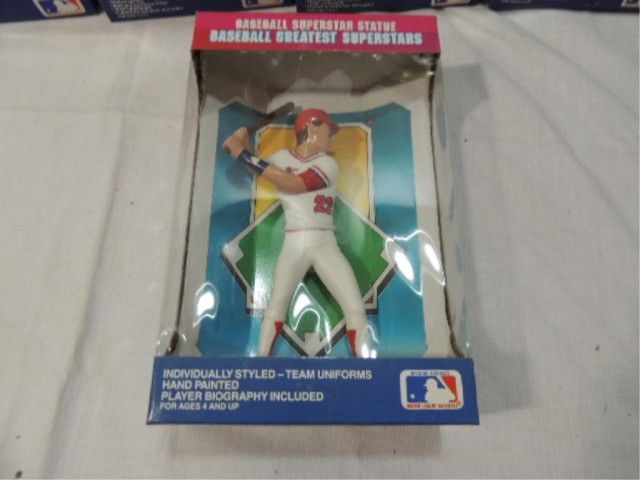 BASEBALL SUPERSTAR STATUE
BASEBALL GREATEST SUPERSTARS
22
INDIVIDUALLY STYLED - TEAM UNIFORMS
HAND PAINTED
PLAYER BIOGRAPHY INCLUDED
FOR AGES 4 AND UP